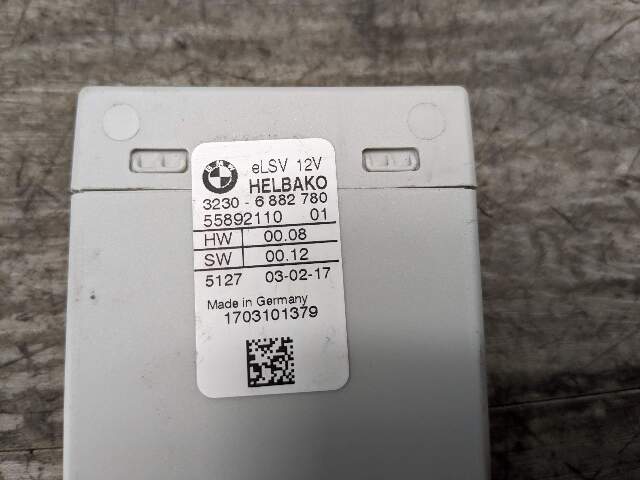 BMW
eLSV 12V
HELBAKO
3230 - 6 882 780
55892110 01
HW 00.08
SW 00.12
5127 03-02-17
Made in Germany
1703101379